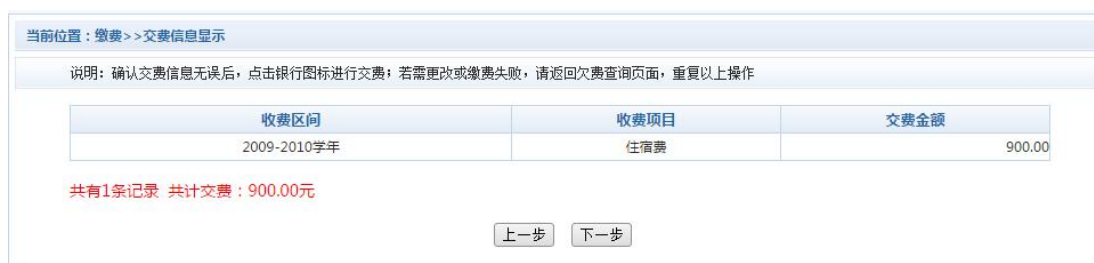 当前位置：缴费>>交费信息显示
说明：确认交费信息无误后，点击银行图标进行交费；若需更改或缴费失败，请返回欠费查询页面，重复以上操作
收费区间 收费项目 交费金额
2009-2010学年 住宿费 900.00
共有1条记录 共计交费：900.00元
上一步 下一步